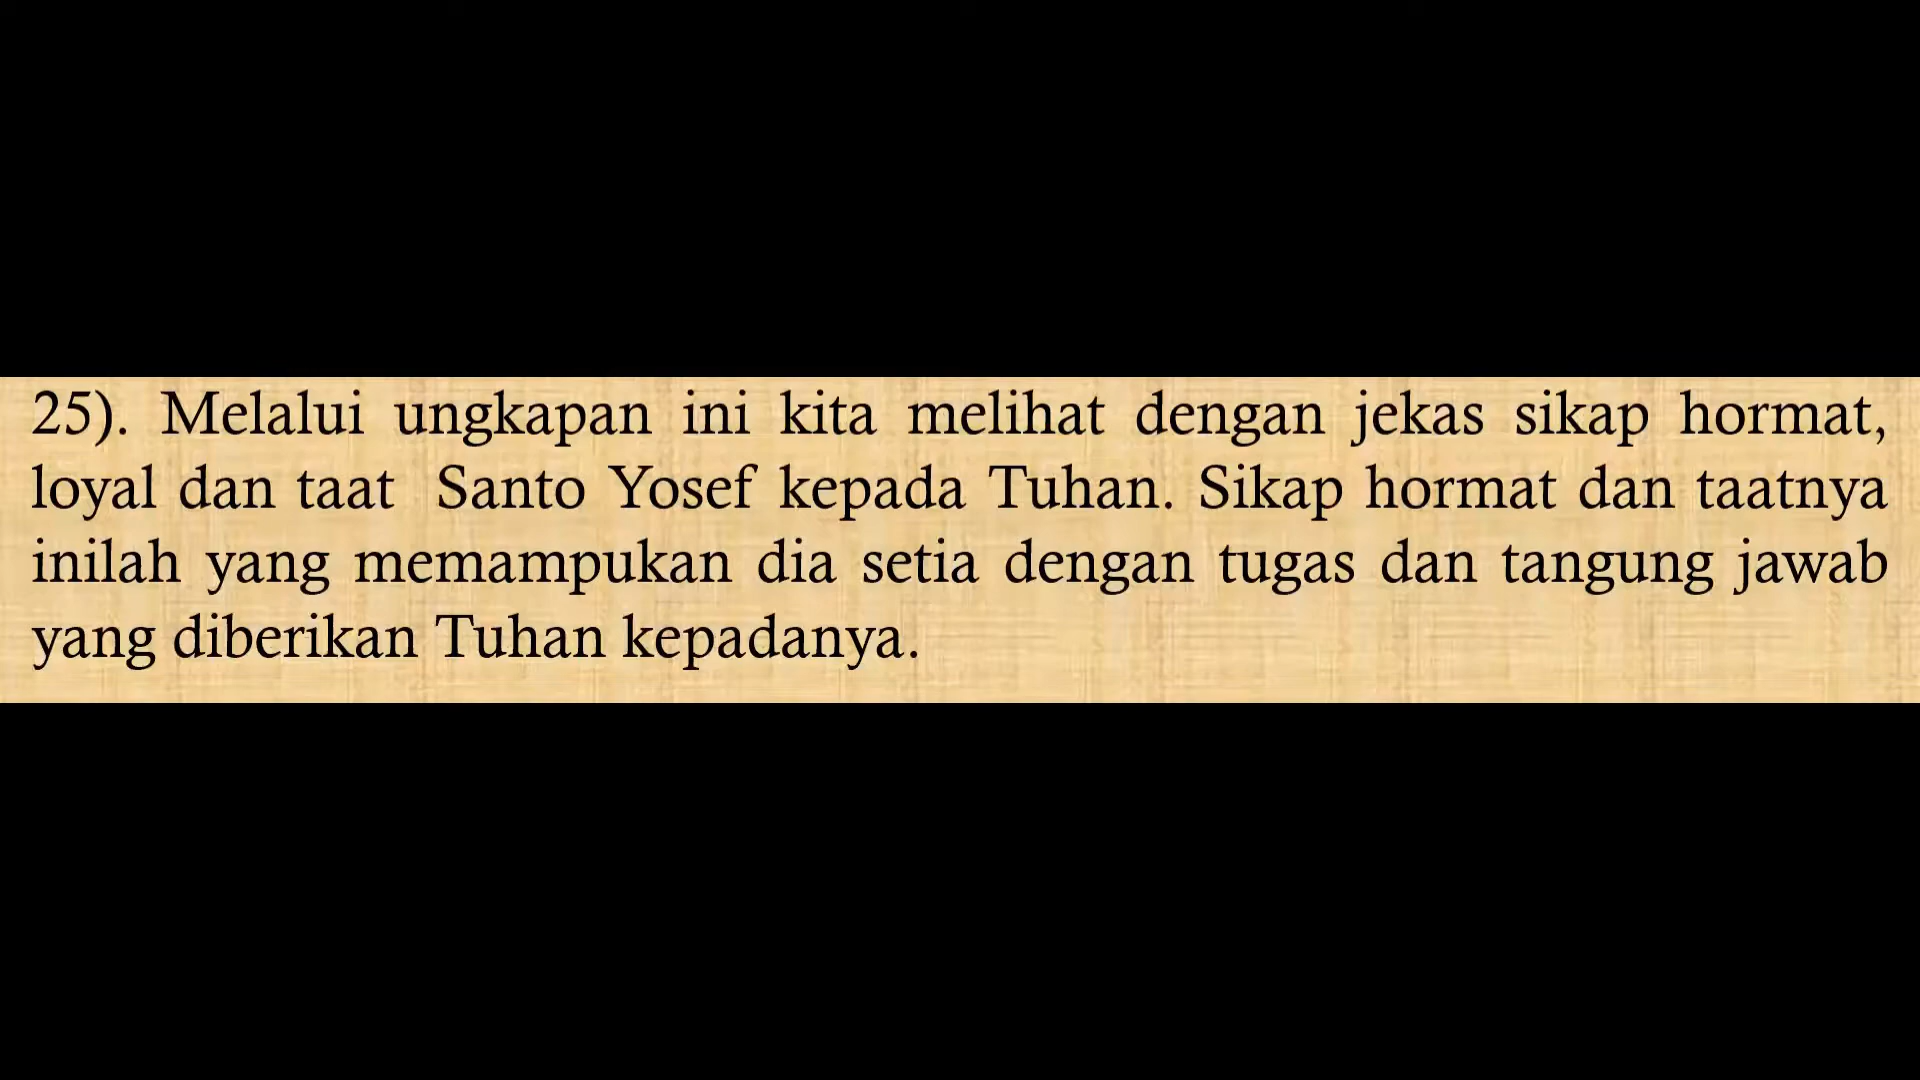 25). Melalui ungkapan ini kita melihat dengan jekas sikap hormat,
loyal dan taat Santo Yosef kepada Tuhan. Sikap hormat dan taatnya
inilah yang memampukan dia setia dengan tugas dan tangung jawab
yang diberikan Tuhan kepadanya.